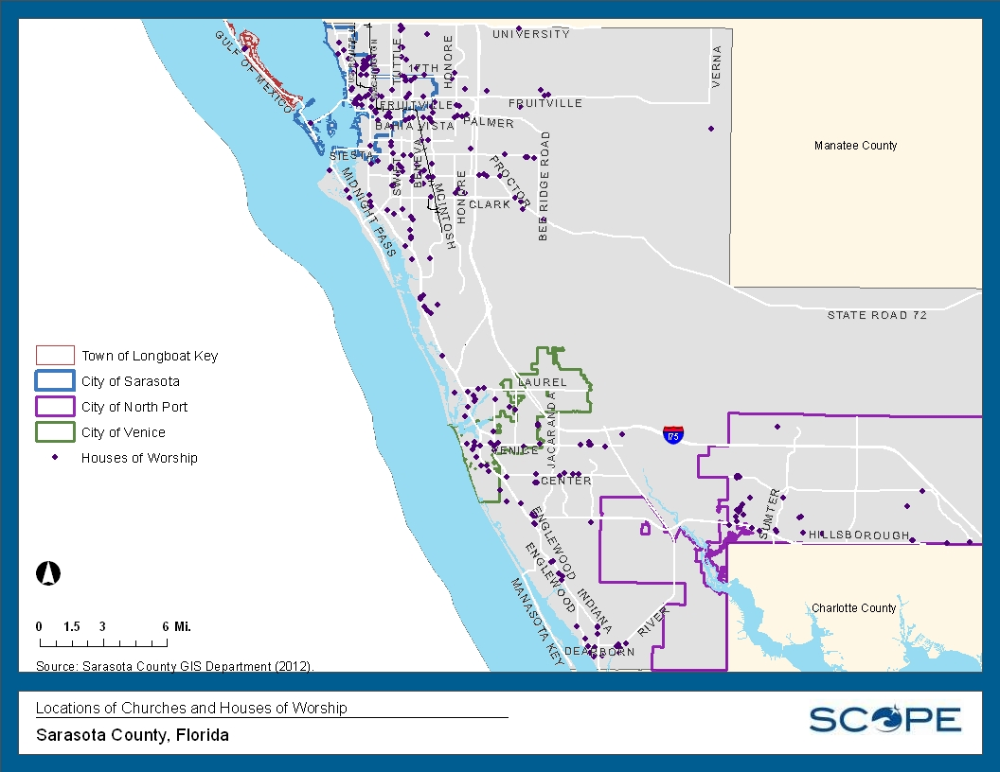 UNIVERSITY
GULF OF MEXICO
TUTTLE
HONORE
VERNA
17TH
FRUITVILLE
FRUITVILLE
BAHIA VISTA
PALMER
Manatee County
SIESTA
SWIFT
BENEVA
MCINTOSH
HONORE
PROCTOR
BEE RIDGE ROAD
MIDNIGHT PASS
CLARK
STATE ROAD 72
Town of Longboat Key
City of Sarasota
City of North Port
City of Venice
Houses of Worship
LAUREL
JACARANDA
175
VENICE
CENTER
SUMTER
HILLSBOROUGH
ENGLEWOOD
ENGLEWOOD
MANASOTA KEY
INDIANA
RIVER
DEARBORN
Charlotte County
0 1.5 3 6 Mi.
Source: Sarasota County GIS Department (2012).
Locations of Churches and Houses of Worship
Sarasota County, Florida
SCOPE